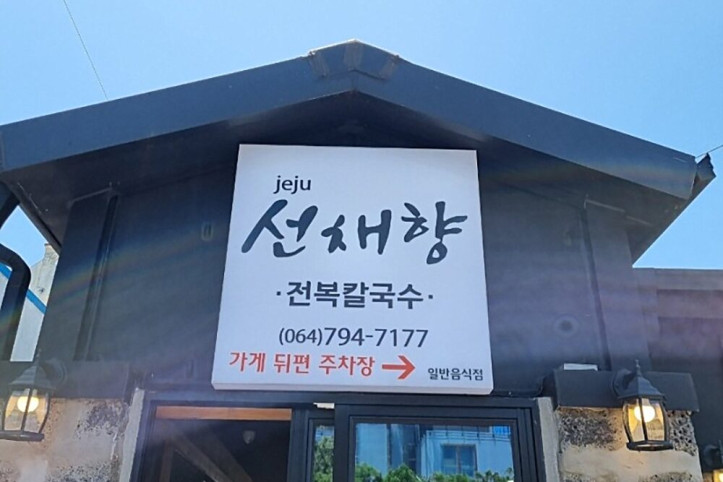 jeju
선채향
·전복칼국수·
(064)794-7177
가게 뒤편 주차장 →
일반음식점